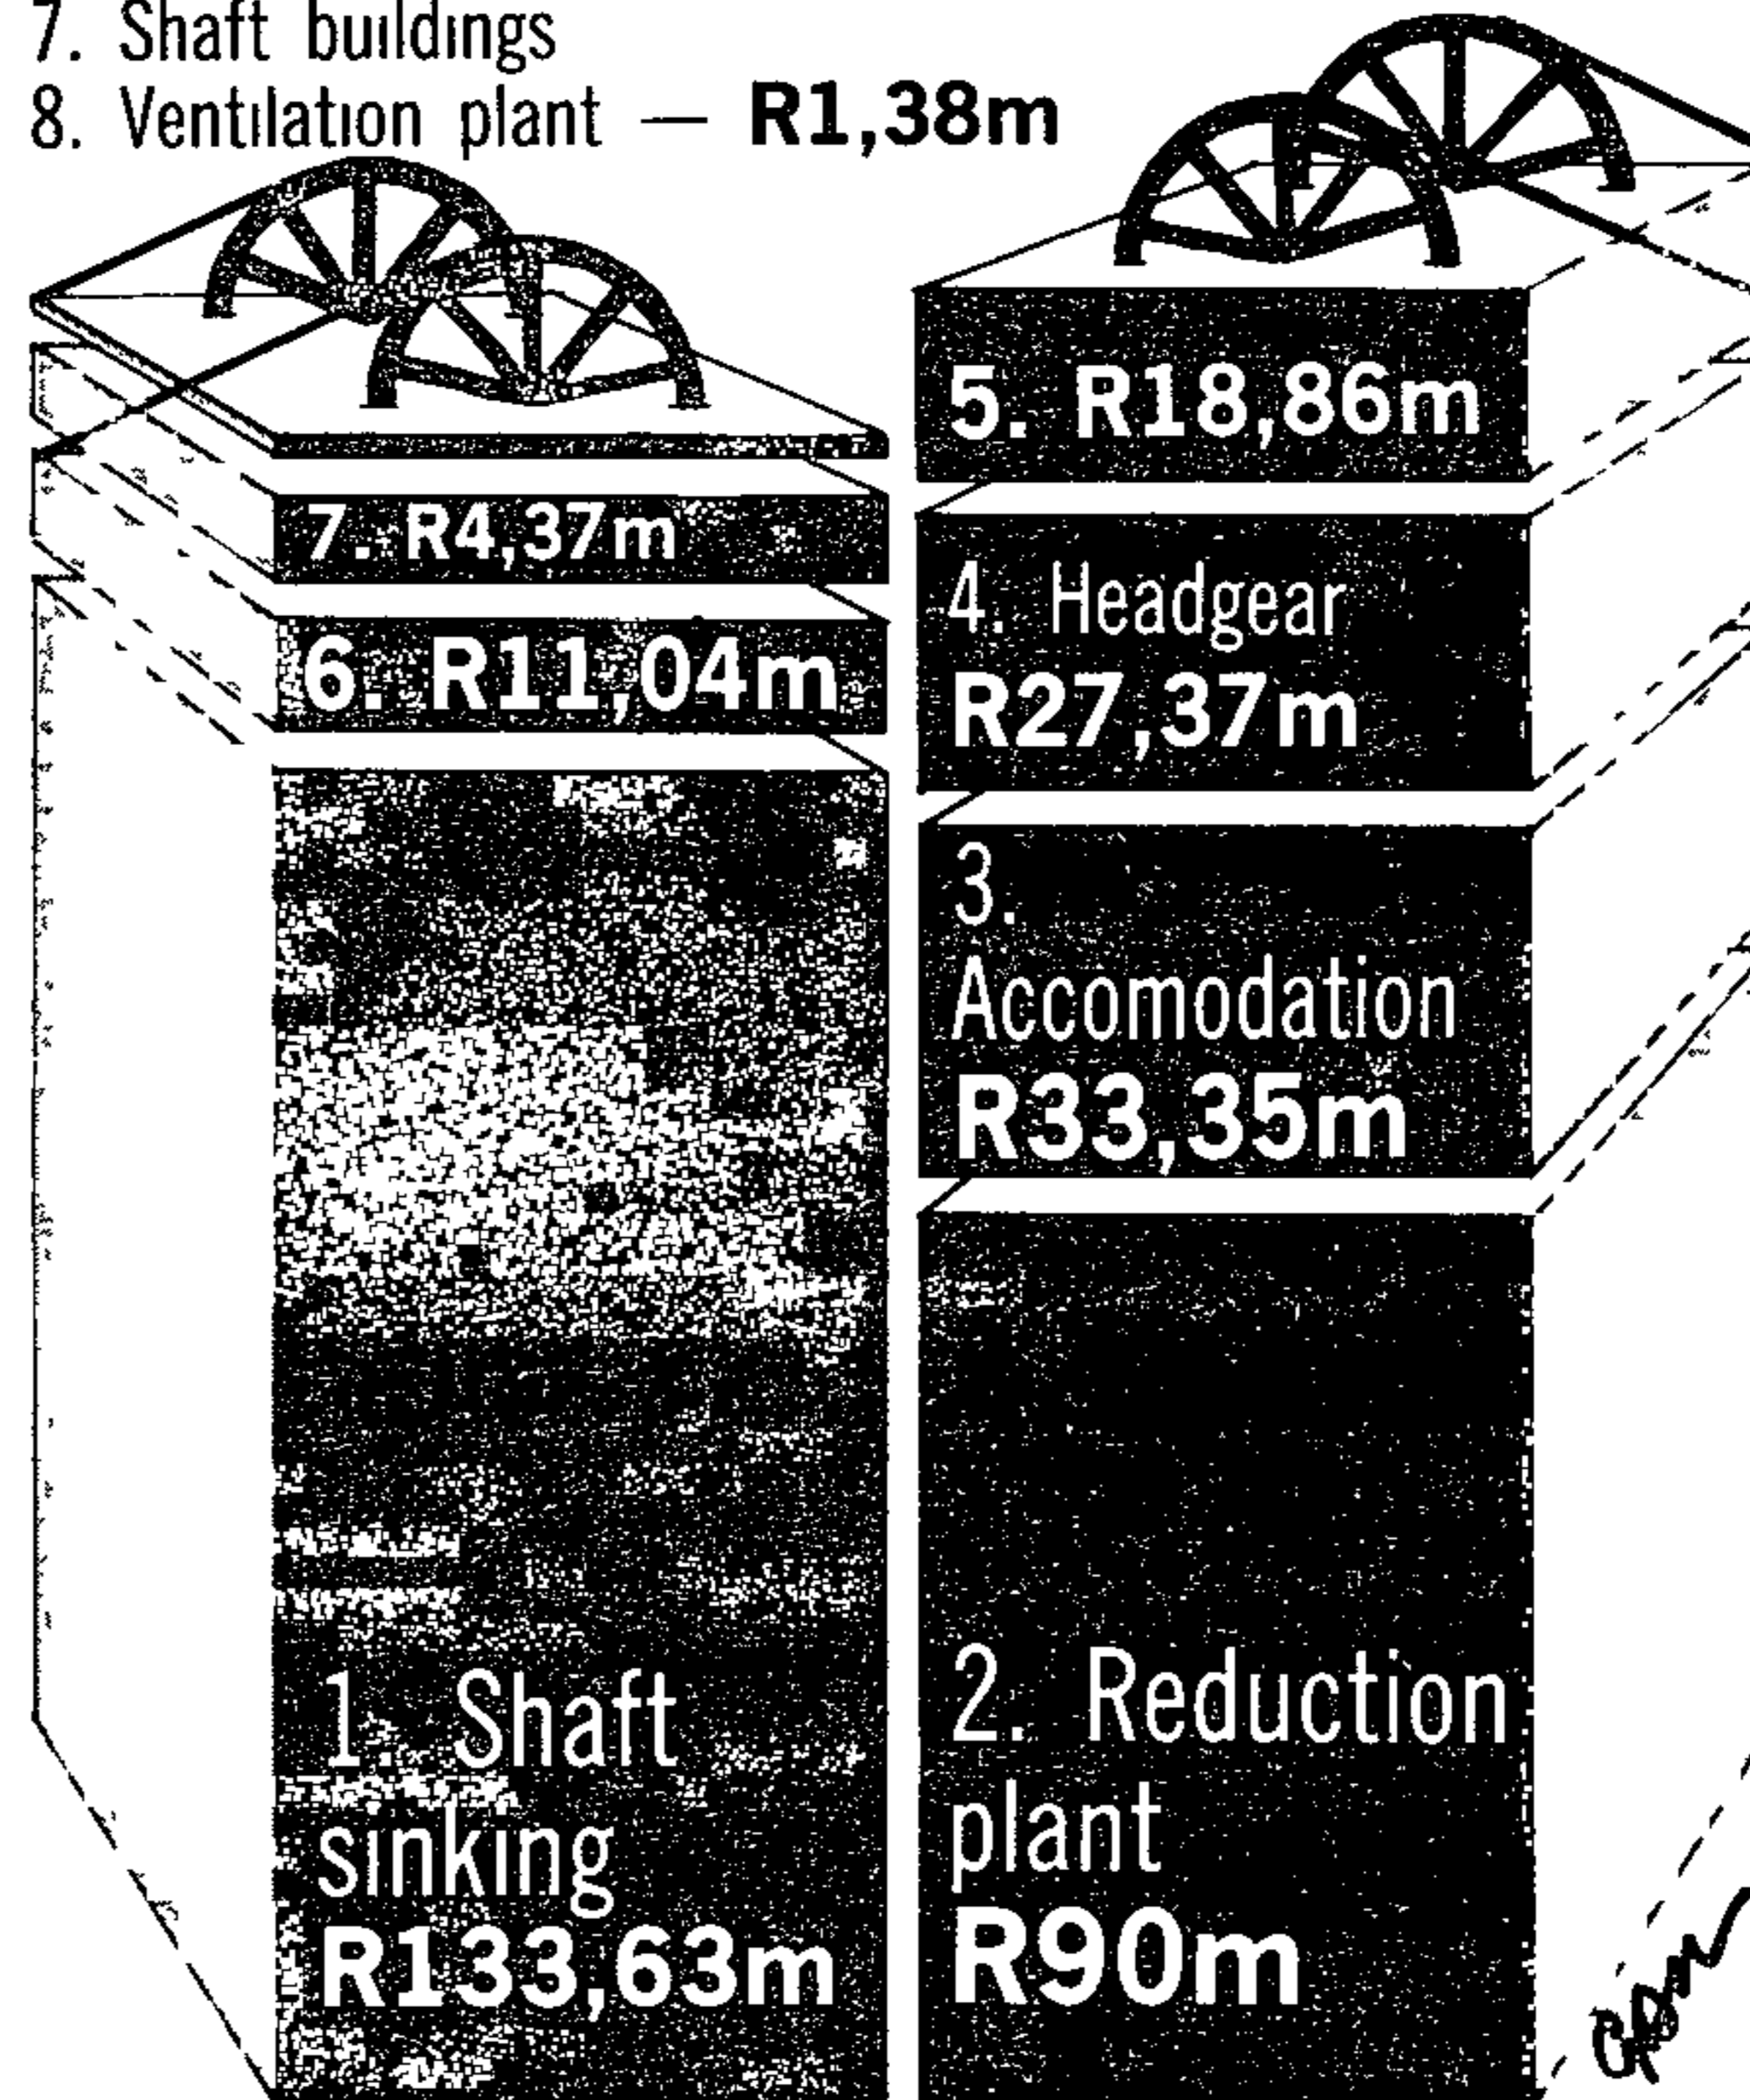 7. Shaft buildings
8. Ventilation plant — R1,38m
5. R18,86m
7. R4,37m
4. Headgear
R27,37m
6. R11,04m
3.
Accomodation
R33,35m
1. Shaft
sinking
R133,63m
2. Reduction
plant
R90m